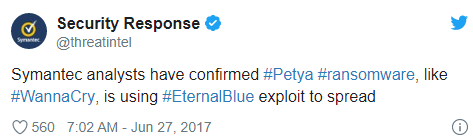 Symantec
Security Response
@threatintel
Symantec analysts have confirmed #Petya #ransomware, like
#WannaCry, is using #EternalBlue exploit to spread
560 7:02 AM - Jun 27, 2017